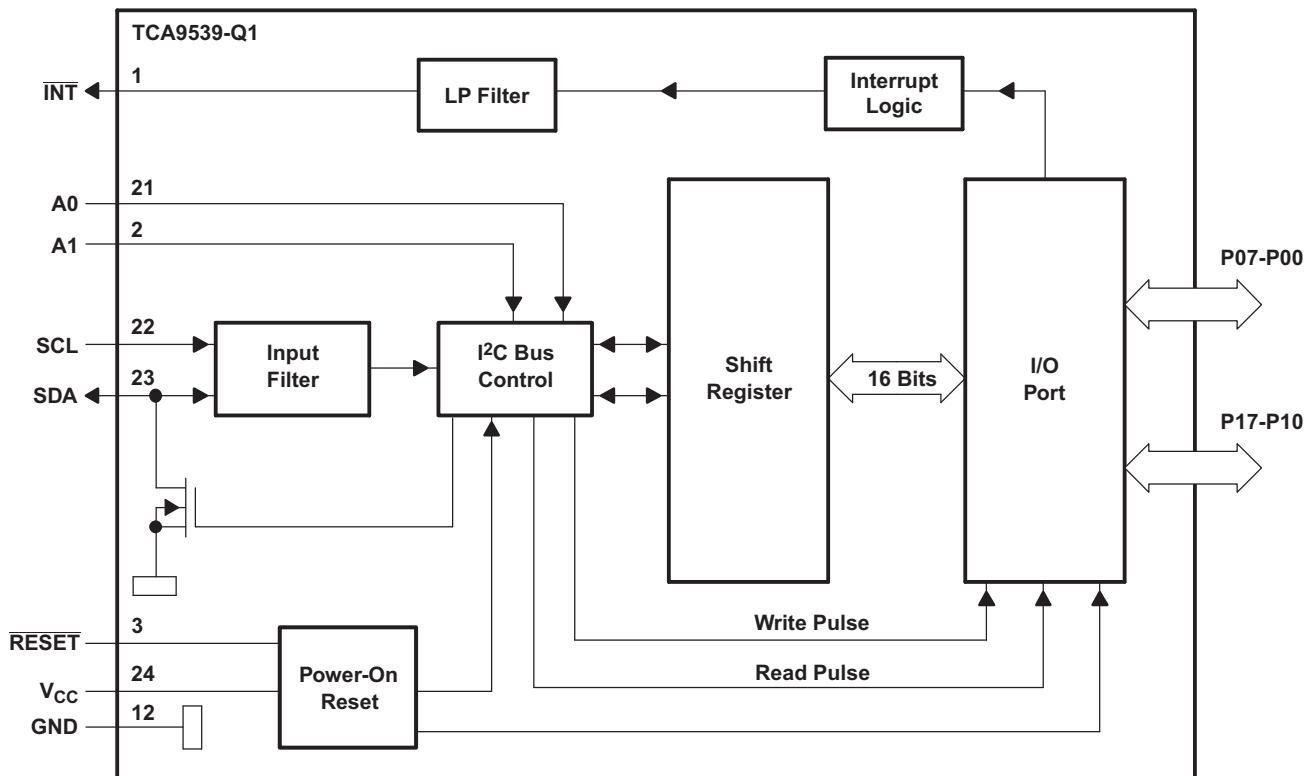 TCA9539-Q1
1
INT
LP Filter
Interrupt
Logic
21
A0
2
A1
P07-P00
22
SCL
Input
Filter
I²C Bus
Control
Shift
Register
16 Bits
I/O
Port
23
SDA
P17-P10
3
RESET
Write Pulse
Power-On
Reset
Read Pulse
24
VCC
12
GND